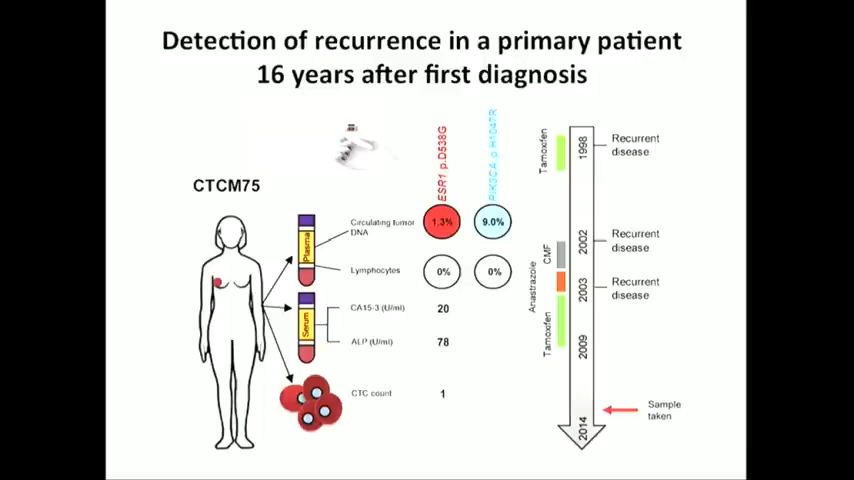 Detection of recurrence in a primary patient
16 years after first diagnosis
CTCM75
ESR1 p.D538G
PIK3CA p.H1047R
Plasma
Circulating tumor
DNA
1.3%
9.0%
Lymphocytes
0%
0%
Serum
CA15-3 (U/ml)
20
ALP (U/ml)
78
CTC count
1
Tamoxfen
CMF
Anastrazole
Tamoxfen
1998
2002
2003
2009
2014
Recurrent
disease
Recurrent
disease
Recurrent
disease
Sample
taken